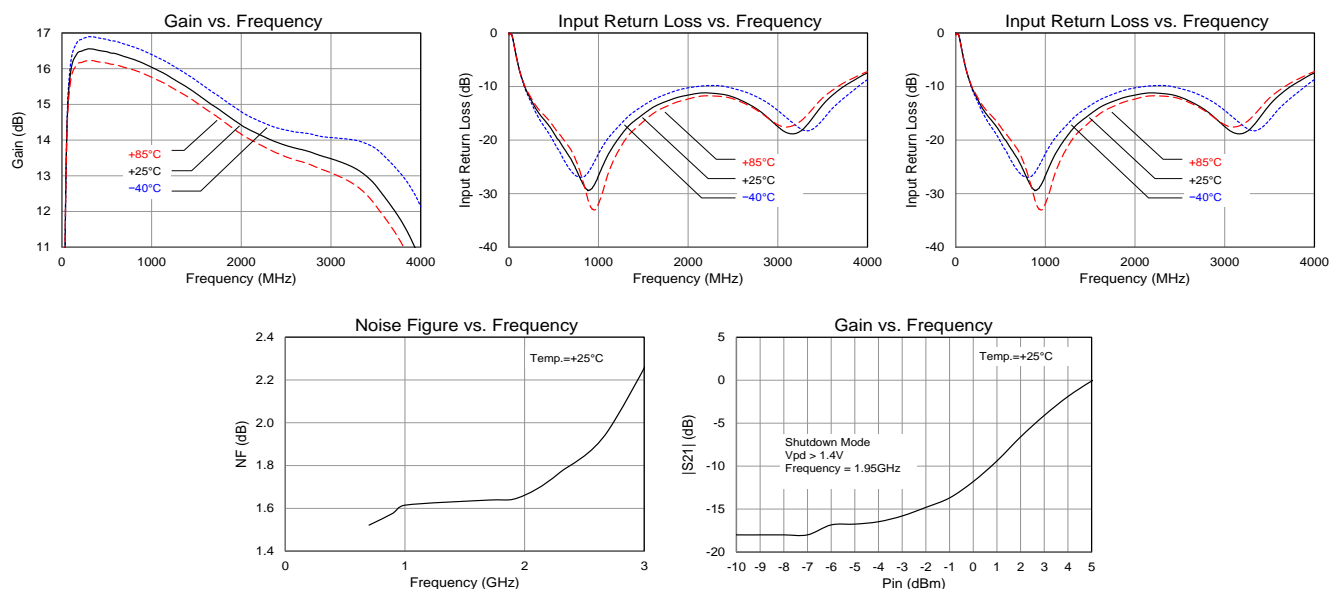 Gain vs. Frequency
17
16
15
14
13
12
11
Gain (dB)
+85°C
+25°C
−40°C
0
1000
2000
3000
4000
Frequency (MHz)
Input Return Loss vs. Frequency
0
-10
-20
-30
-40
Input Return Loss (dB)
+85°C
+25°C
−40°C
0
1000
2000
3000
4000
Frequency (MHz)
Input Return Loss vs. Frequency
0
-10
-20
-30
-40
Input Return Loss (dB)
+85°C
+25°C
−40°C
0
1000
2000
3000
4000
Frequency (MHz)
Noise Figure vs. Frequency
2.4
2.2
2.0
1.8
1.6
1.4
NF (dB)
Temp.=+25°C
0
1
2
3
Frequency (GHz)
Gain vs. Frequency
5
0
-5
-10
-15
-20
|S21| (dB)
Temp.=+25°C
Shutdown Mode
Vpd > 1.4V
Frequency = 1.95GHz
-10 -9 -8 -7 -6 -5 -4 -3 -2 -1 0 1 2 3 4 5
Pin (dBm)